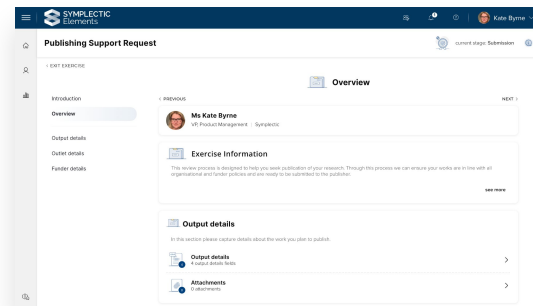 SYMPLECTIC
Elements
1
Kate Byrne
Publishing Support Request
current stage: Submission
< EXIT EXERCISE
Overview
Introduction
Overview
Output details
Outlet details
Funder details
< PREVIOUS
NEXT >
Ms Kate Byrne
VP, Product Management | Symplectic
Exercise Information
This review process is designed to help you seek publication of your research. Through this process we can ensure your works are in line with all
organisational and funder policies and are ready to be submitted to the publisher.
see more
Output details
In this section please capture details about the work you plan to publish.
Output details
4 output details fields
Attachments
0 attachments